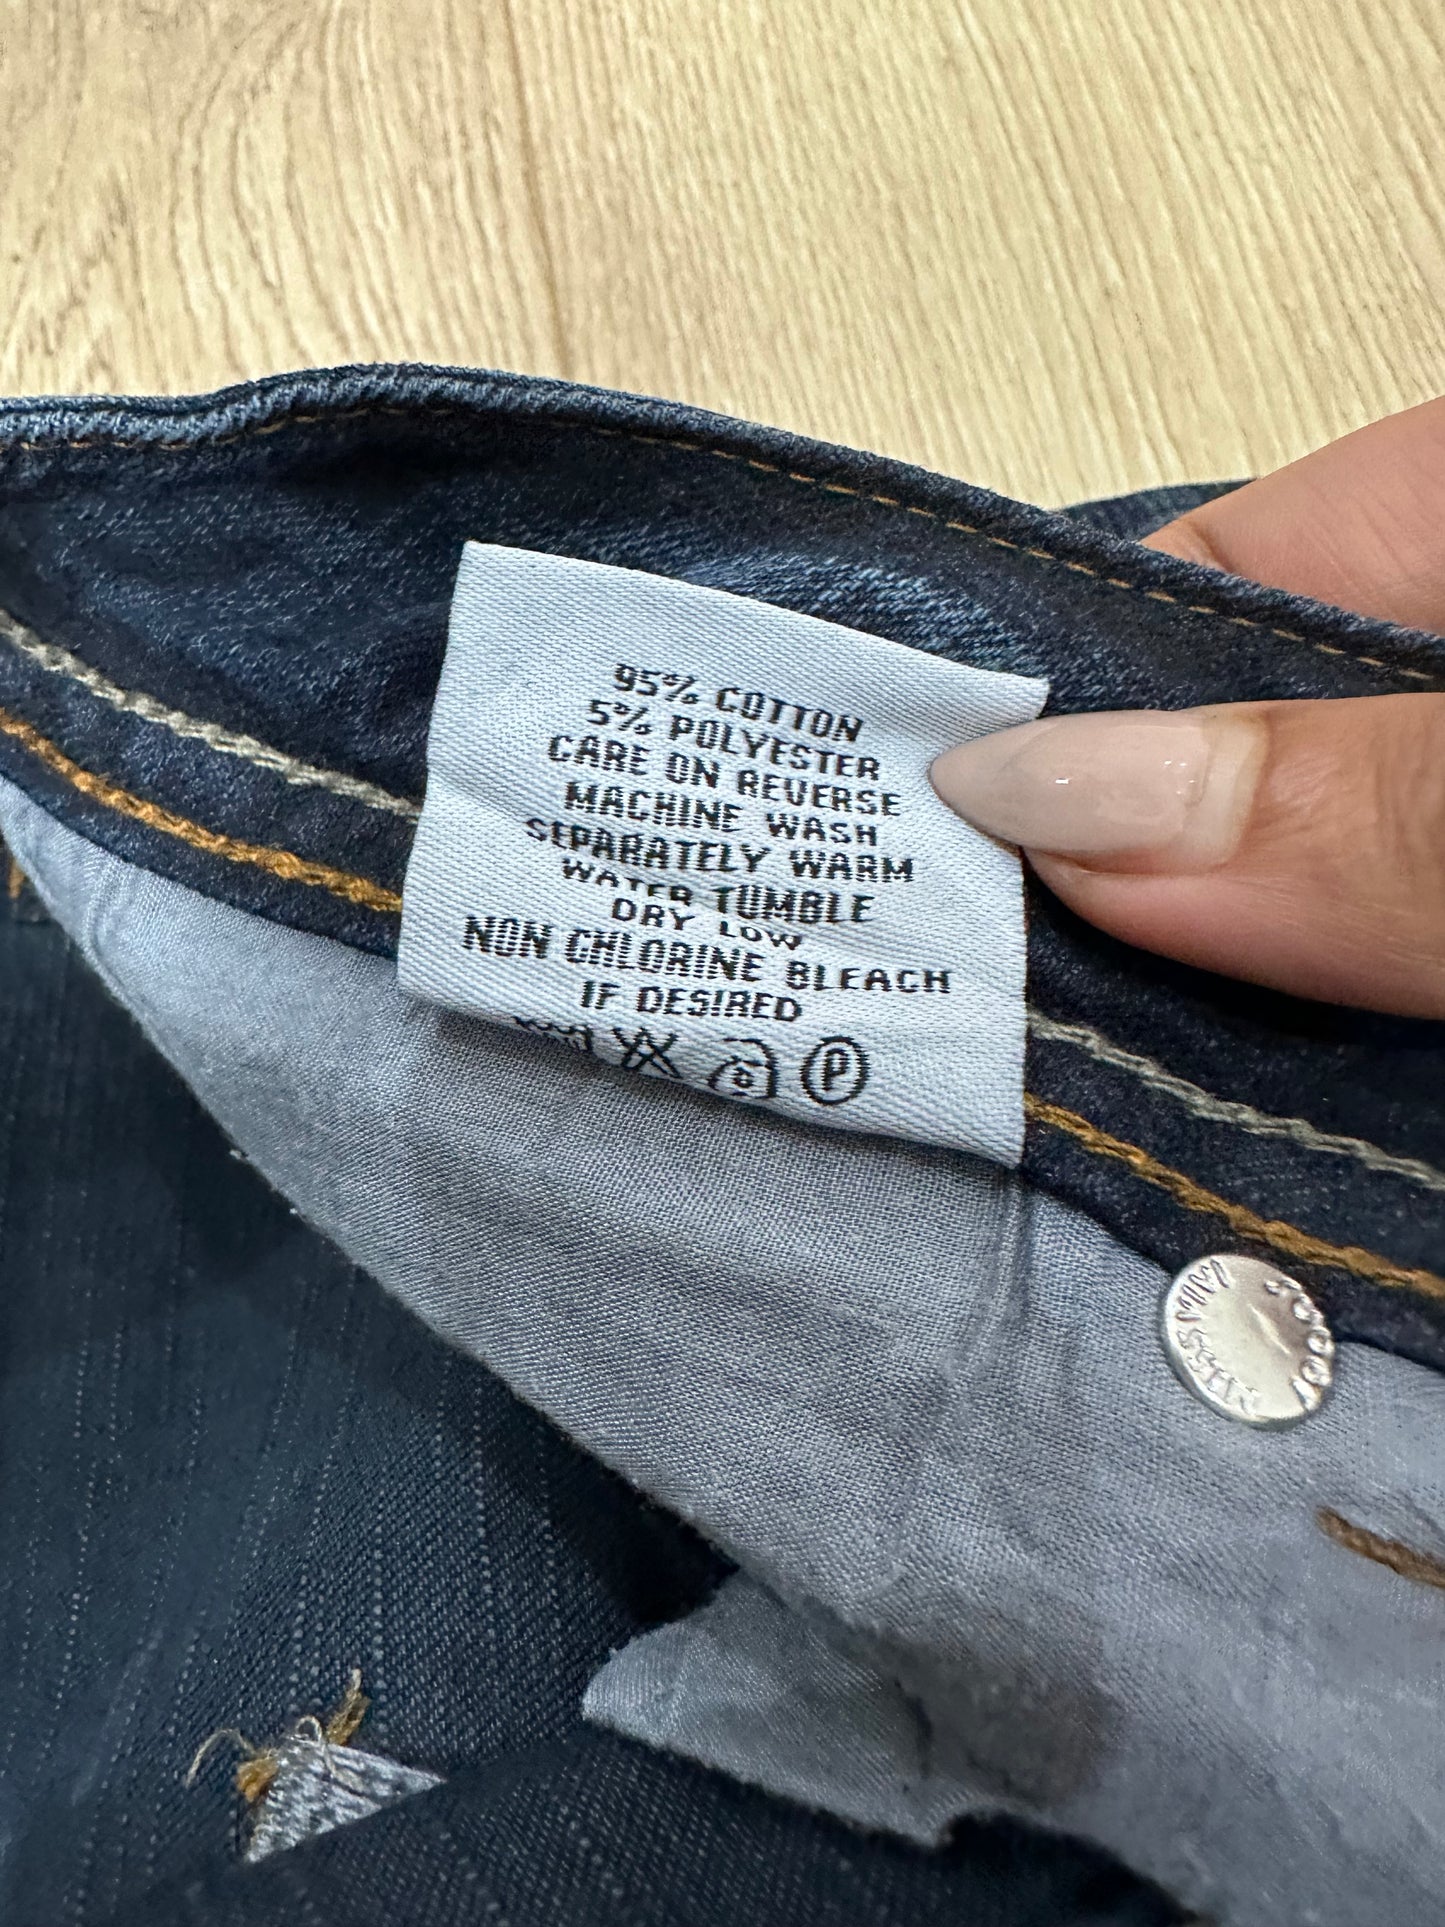 95% COTTON
5% POLYESTER
CARE ON REVERSE
MACHINE WASH
SEPARATELY WARM
WATER TUMBLE
DRY LOW
NON CHLORINE BLEACH
IF DESIRED
P
MISS